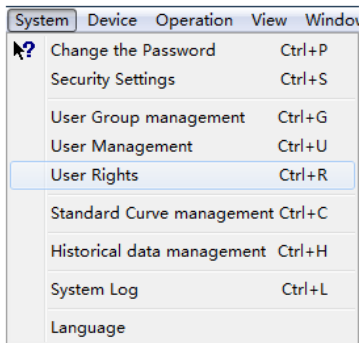 System Device Operation View Window
Change the Password Ctrl+P
Security Settings Ctrl+S
User Group management Ctrl+G
User Management Ctrl+U
User Rights Ctrl+R
Standard Curve management Ctrl+C
Historical data management Ctrl+H
System Log Ctrl+L
Language